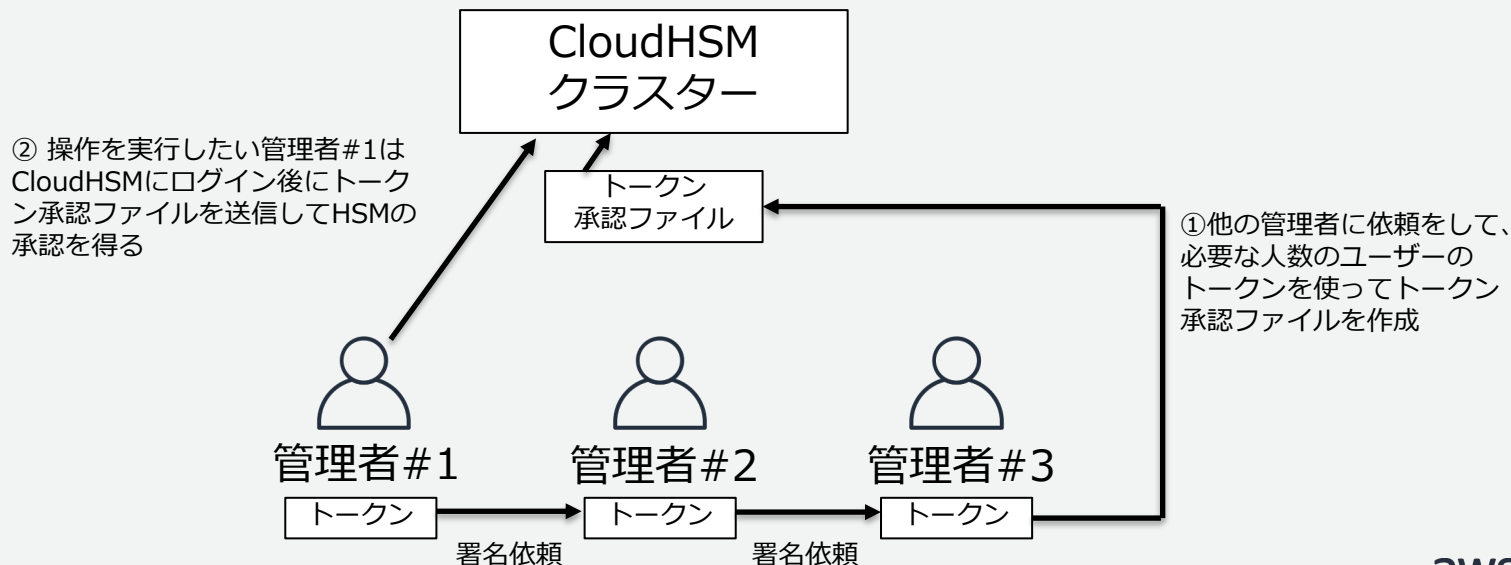 CloudHSM
クラスター
② 操作を実行したい管理者#1は
CloudHSMにログイン後にトーク
ン承認ファイルを送信してHSMの
承認を得る
トークン
承認ファイル
①他の管理者に依頼をして、
必要な人数のユーザーの
トークンを使ってトークン
承認ファイルを作成
管理者#1
管理者#2
管理者#3
トークン
トークン
トークン
署名依頼
署名依頼
aws